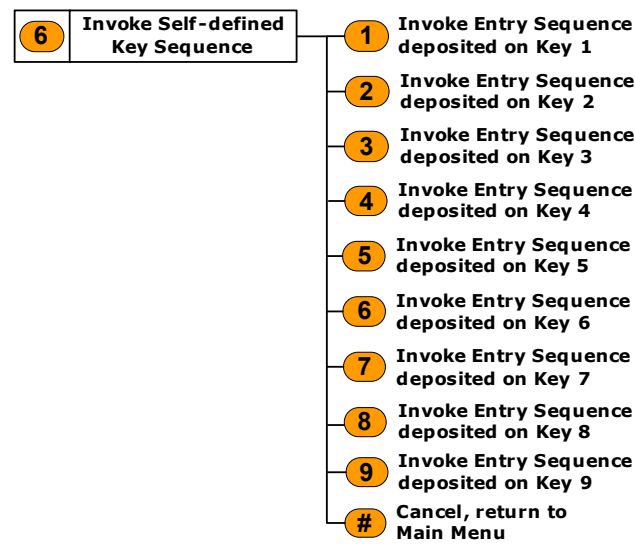 6
Invoke Self-defined
Key Sequence
1
Invoke Entry Sequence
deposited on Key 1
2
Invoke Entry Sequence
deposited on Key 2
3
Invoke Entry Sequence
deposited on Key 3
4
Invoke Entry Sequence
deposited on Key 4
5
Invoke Entry Sequence
deposited on Key 5
6
Invoke Entry Sequence
deposited on Key 6
7
Invoke Entry Sequence
deposited on Key 7
8
Invoke Entry Sequence
deposited on Key 8
9
Invoke Entry Sequence
deposited on Key 9
#
Cancel, return to
Main Menu